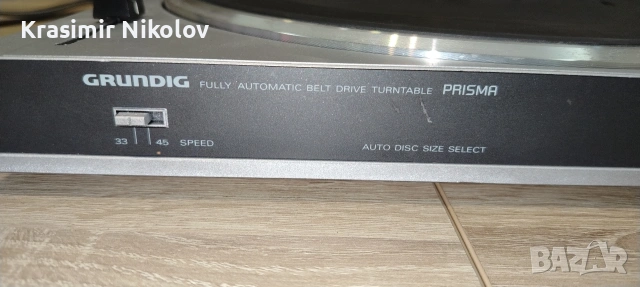 Krasimir Nikolov
GRUNDIG FULLY AUTOMATIC BELT DRIVE TURNTABLE PRISMA
33 45 SPEED
AUTO DISC SIZE SELECT
BAZAR